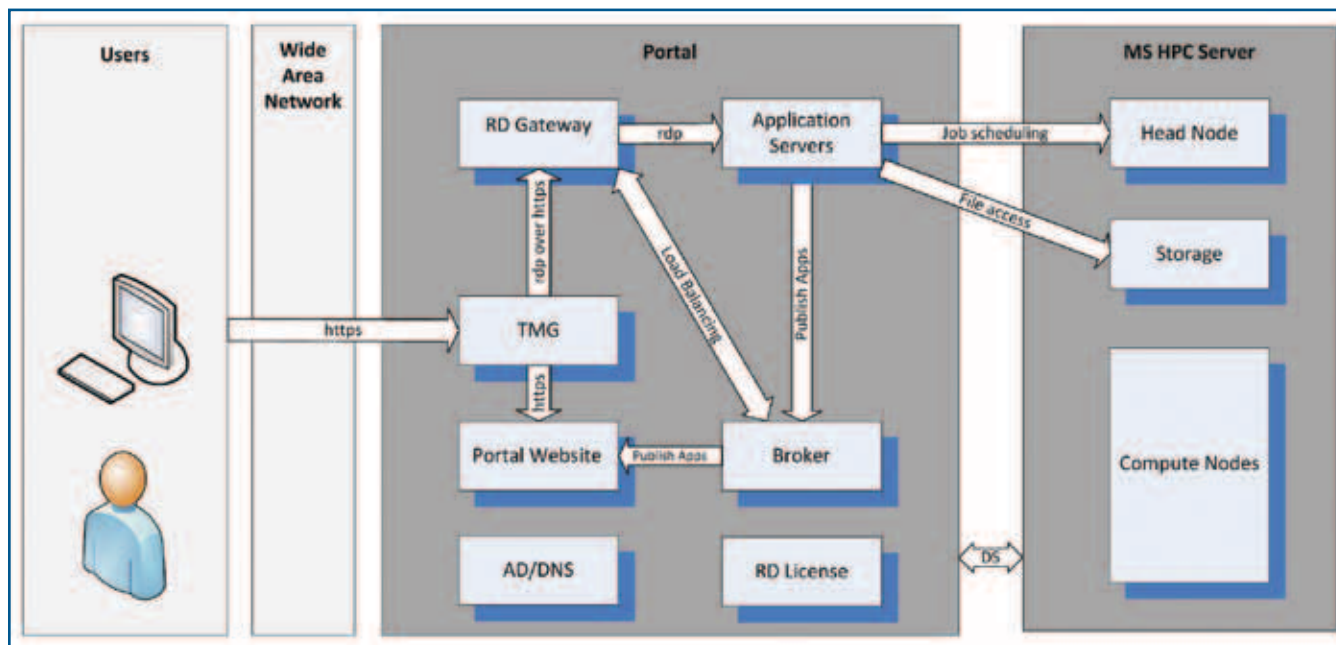 Users
Wide
Area
Network
Portal
MS HPC Server
RD Gateway
rdp
Application
Servers
Job scheduling
Head Node
File access
Storage
rdp over https
Load Balancing
Publish Apps
https
TMG
https
Portal Website
Publish Apps
Broker
Compute Nodes
AD/DNS
RD License
DS